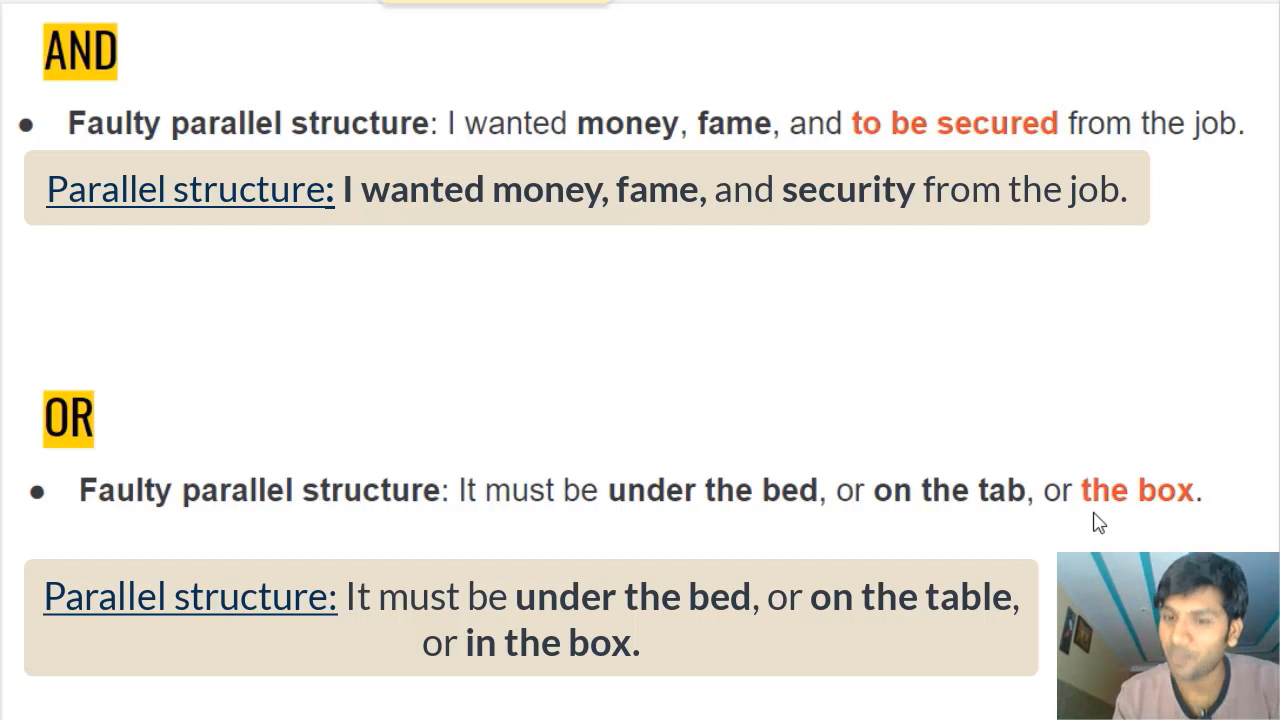 AND
● Faulty parallel structure: I wanted money, fame, and to be secured from the job.
Parallel structure: I wanted money, fame, and security from the job.
OR
● Faulty parallel structure: It must be under the bed, or on the tab, or the box.
Parallel structure: It must be under the bed, or on the table,
or in the box.